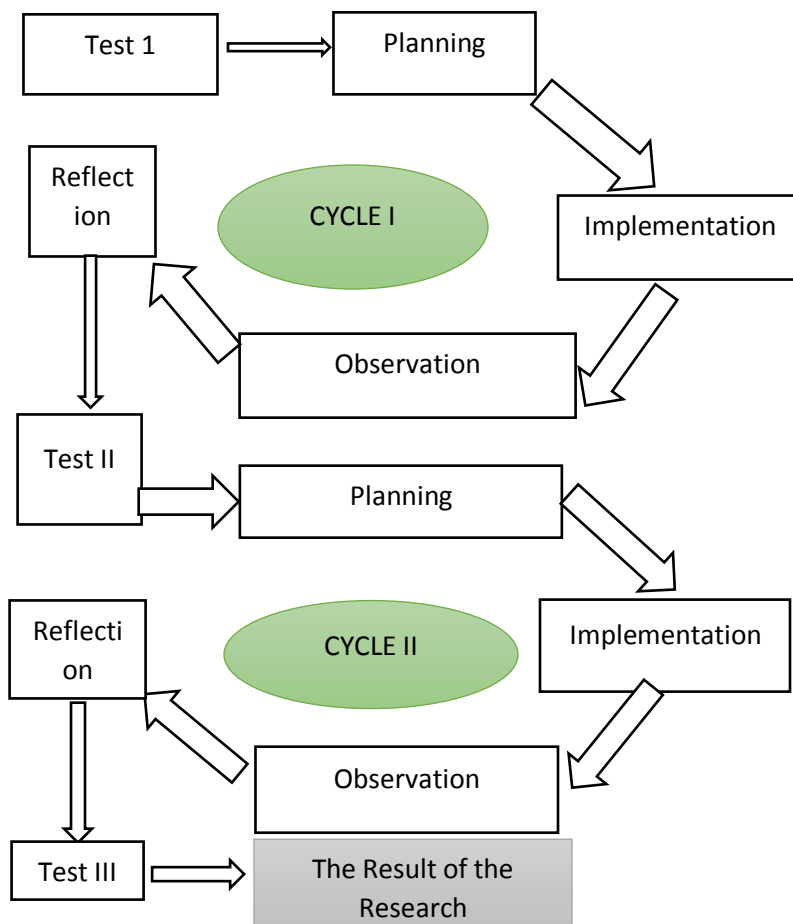 Test 1
Planning
Reflect
ion
CYCLE I
Implementation
Observation
Test II
Planning
Reflecti
on
CYCLE II
Implementation
Observation
Test III
The Result of the
Research